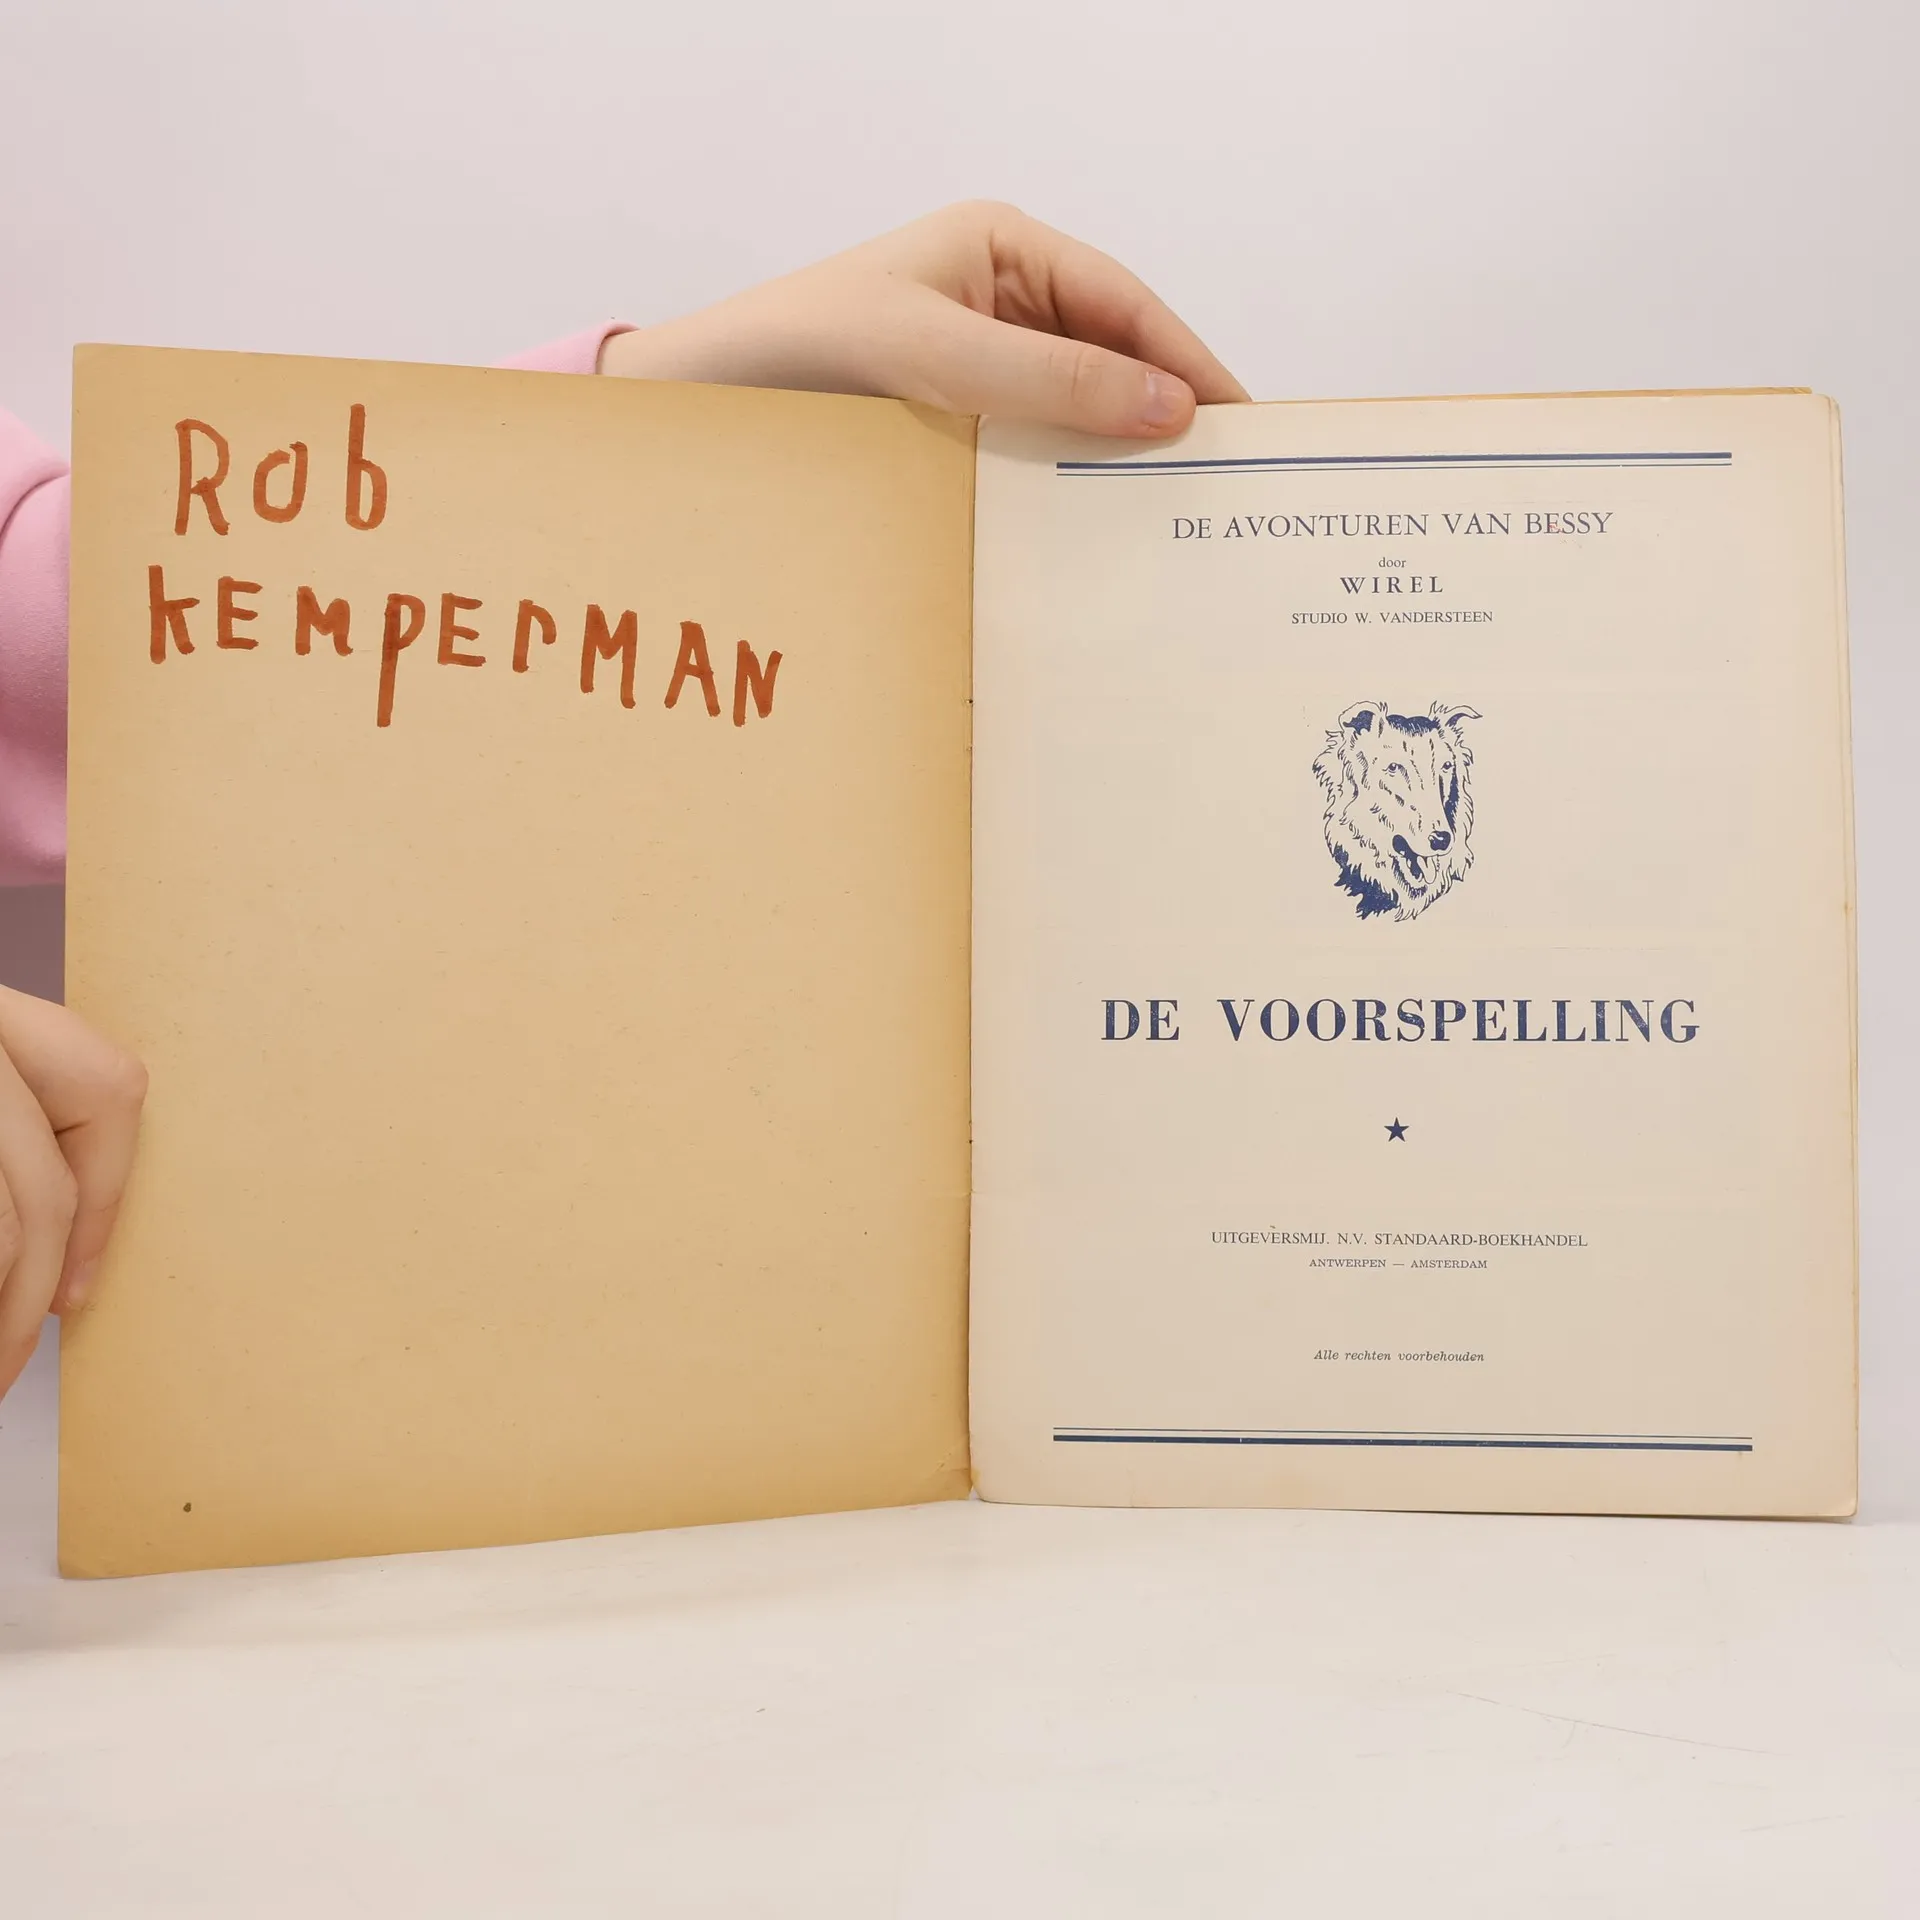 Rob
KEMPErMAN
DE AVONTUREN VAN BESSY
door
WIREL
STUDIO W. VANDERSTEEN
DE VOORSPELLING
UITGEVERSMIJ. N.V. STANDAARD-BOEKHANDEL
ANTWERPEN — AMSTERDAM
Alle rechten voorbehouden